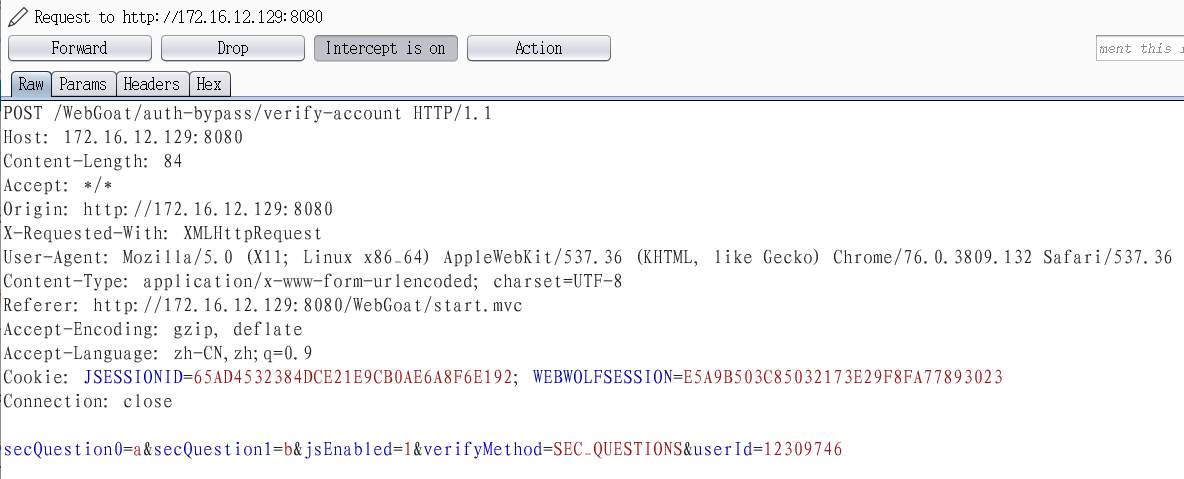 Request to http://172.16.12.129:8080
Forward Drop Intercept is on Action ment this
Raw Params Headers Hex
POST /WebGoat/auth-bypass/verify-account HTTP/1.1
Host: 172.16.12.129:8080
Content-Length: 84
Accept: */*
Origin: http://172.16.12.129:8080
X-Requested-With: XMLHttpRequest
User-Agent: Mozilla/5.0 (X11; Linux x86_64) AppleWebKit/537.36 (KHTML, like Gecko) Chrome/76.0.3809.132 Safari/537.36
Content-Type: application/x-www-form-urlencoded; charset=UTF-8
Referer: http://172.16.12.129:8080/WebGoat/start.mvc
Accept-Encoding: gzip, deflate
Accept-Language: zh-CN,zh;q=0.9
Cookie: JSESSIONID=65AD4532384DCE21E9CB0AE6A8F6E192; WEBWOLFSESSION=E5A9B503C85032173E29F8FA77893023
Connection: close
secQuestion0=a&secQuestion1=b&jsEnabled=1&verifyMethod=SEC_QUESTIONS&userId=12309746